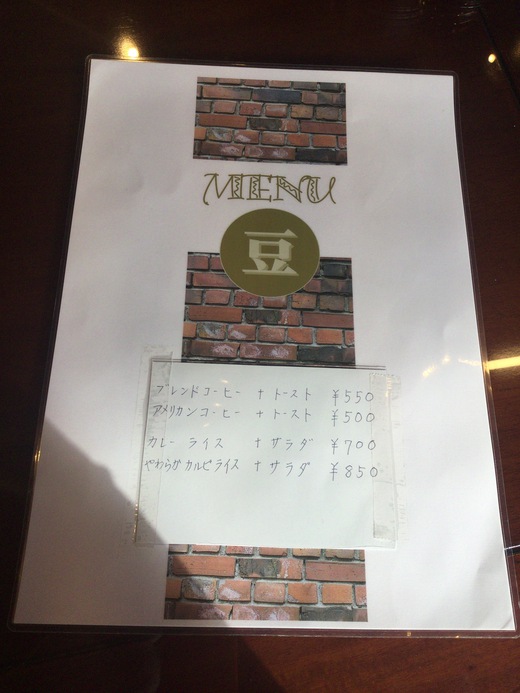 MENU
豆
ブレンドコーヒー + トースト ¥550
アメリカンコーヒー + トースト ¥500
カレーライス + サラダ ¥700
やわらかカルビライス + サラダ ¥850